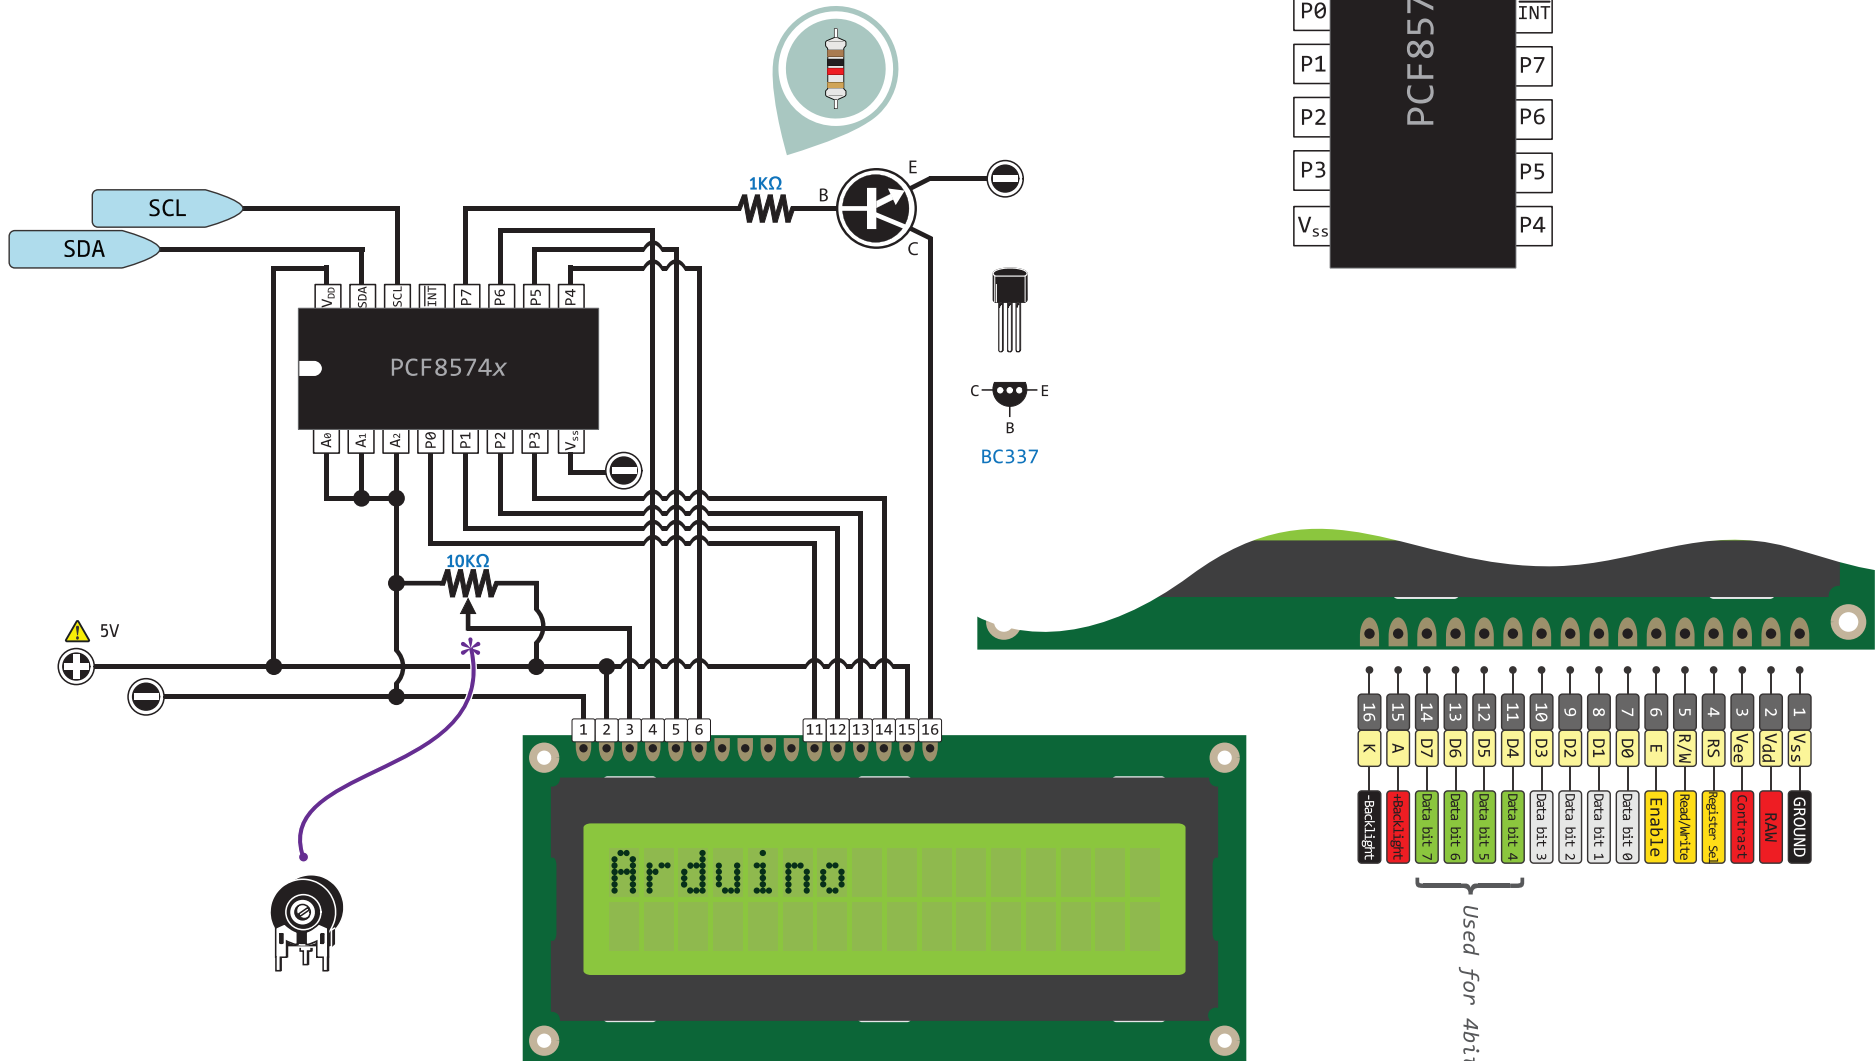 1KΩ
B
E
C
SCL
SDA
VDD
SDA
SCL
INT
P7
P6
P5
P4
PCF8574x
A0
A1
A2
P0
P1
P2
P3
Vss
C
E
B
BC337
10KΩ
5V
1
2
3
4
5
6
11
12
13
14
15
16
Arduino
P0
P1
P2
P3
Vss
PCF857
INT
P7
P6
P5
P4
16 K -Backlight
15 A +Backlight
14 D7 Data bit 7
13 D6 Data bit 6
12 D5 Data bit 5
11 D4 Data bit 4
10 D3 Data bit 3
9 D2 Data bit 2
8 D1 Data bit 1
7 D0 Data bit 0
6 E Enable
5 R/W Read/Write
4 RS Register Sel
3 Vee Contrast
2 Vdd RAW
1 Vss GROUND
Used for 4bit